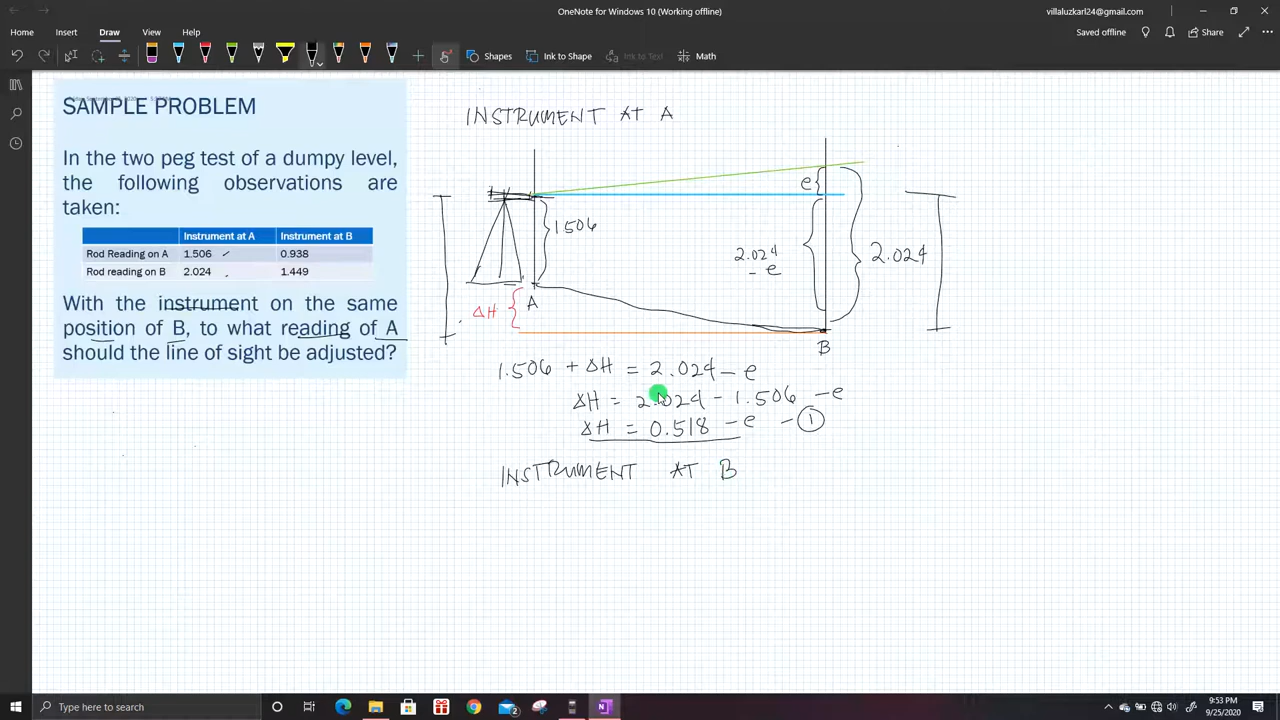 OneNote for Windows 10 (Working offline)
villaluzkarl24@gmail.com
Home Insert Draw View Help
Saved offline
Share
Shapes
Ink to Shape
Ink to Text
Math
SAMPLE PROBLEM
In the two peg test of a dumpy level,
the following observations are
taken:
Instrument at A Instrument at B
Rod Reading on A 1.506 0.938
Rod reading on B 2.024 1.449
With the instrument on the same
position of B, to what reading of A
should the line of sight be adjusted?
INSTRUMENT AT A
e
1.506
2.024
- e
2.024
ΔH
A
B
1.506 + ΔH = 2.024 - e
ΔH = 2.024 - 1.506 - e
ΔH = 0.518 - e - 1
INSTRUMENT AT B
Type here to search
2
9:53 PM
9/25/2020